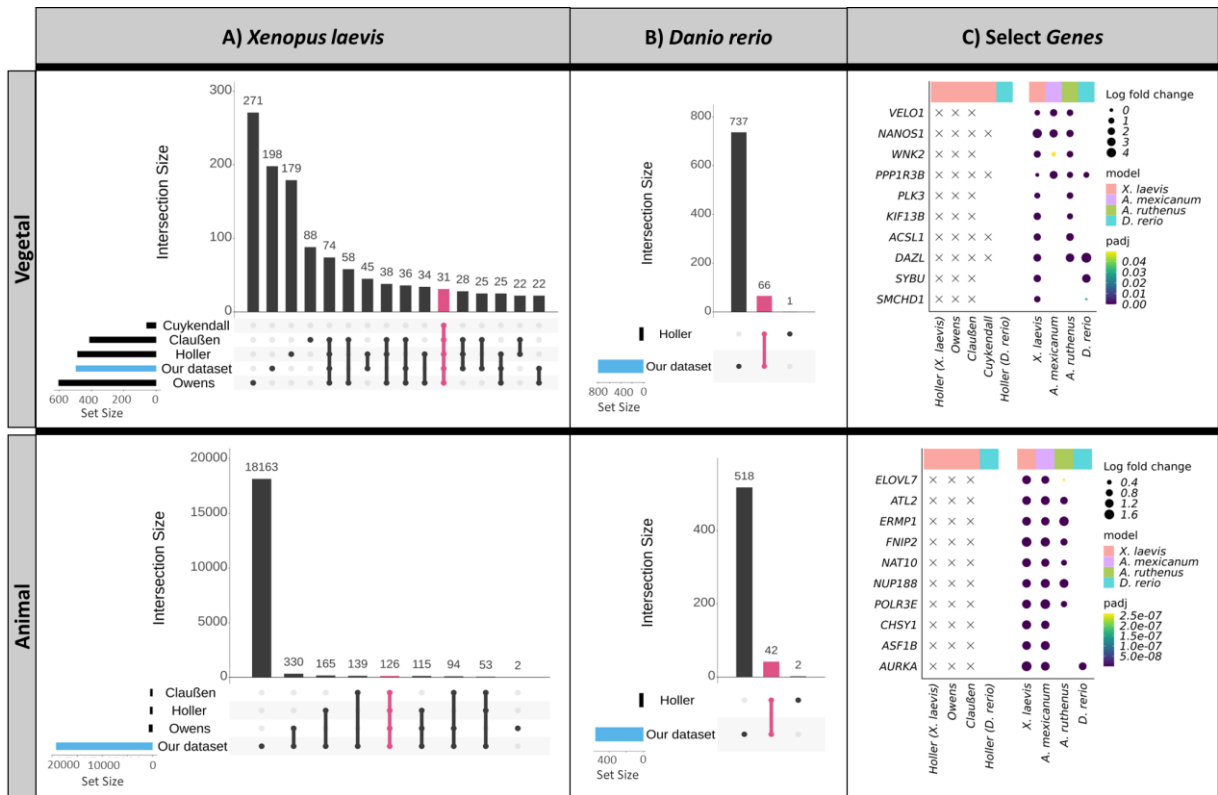 A) Xenopus laevis
B) Danio rerio
C) Select Genes
Vegetal
Intersection Size
300
200
100
0
271
198
179
88
74
58
45
38
36
34
31
28
25
25
22
22
Cuykendall
Claußen
Holler
Our dataset
Owens
600 400 200 0
Set Size
Intersection Size
800
600
400
200
0
737
66
1
Holler
Our dataset
800 400 0
Set Size
VELO1
NANOS1
WNK2
PPP1R3B
PLK3
KIF13B
ACSL1
DAZL
SYBU
SMCHD1
Holler (X. laevis)
Owens
Claußen
Cuykendall
Holler (D. rerio)
X. laevis
A. mexicanum
A. ruthenus
D. rerio
Log fold change
0
1
2
3
4
model
X. laevis
A. mexicanum
A. ruthenus
D. rerio
padj
0.04
0.03
0.02
0.01
0.00
Animal
Intersection Size
20000
15000
10000
5000
0
18163
330
165
139
126
115
94
53
2
Claußen
Holler
Owens
Our dataset
20000 10000 0
Set Size
Intersection Size
400
200
0
518
42
2
Holler
Our dataset
400 0
Set Size
ELOVL7
ATL2
ERMP1
FNIP2
NAT10
NUP188
POLR3E
CHSY1
ASF1B
AURKA
Holler (X. laevis)
Owens
Claußen
Holler (D. rerio)
X. laevis
A. mexicanum
A. ruthenus
D. rerio
Log fold change
0.4
0.8
1.2
1.6
model
X. laevis
A. mexicanum
A. ruthenus
D. rerio
padj
2.5e-07
2.0e-07
1.5e-07
1.0e-07
5.0e-08